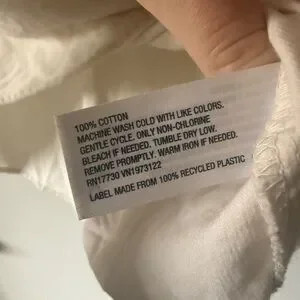 100% COTTON
MACHINE WASH COLD WITH LIKE COLORS.
GENTLE CYCLE. ONLY NON-CHLORINE
BLEACH IF NEEDED. TUMBLE DRY LOW.
REMOVE PROMPTLY. WARM IRON IF NEEDED.
RN17730 VN1973122
LABEL MADE FROM 100% RECYCLED PLASTIC